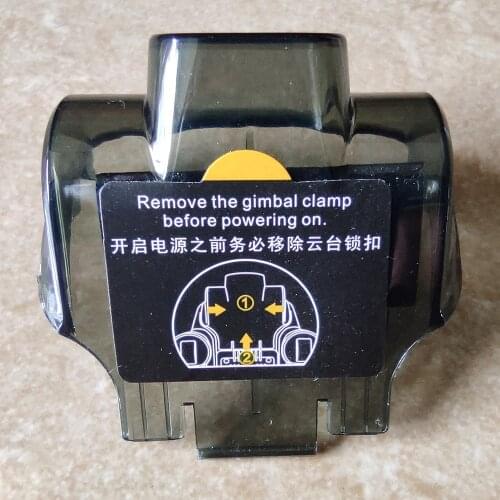 Remove the gimbal clamp
before powering on.
开启电源之前务必移除云台锁扣
①
②